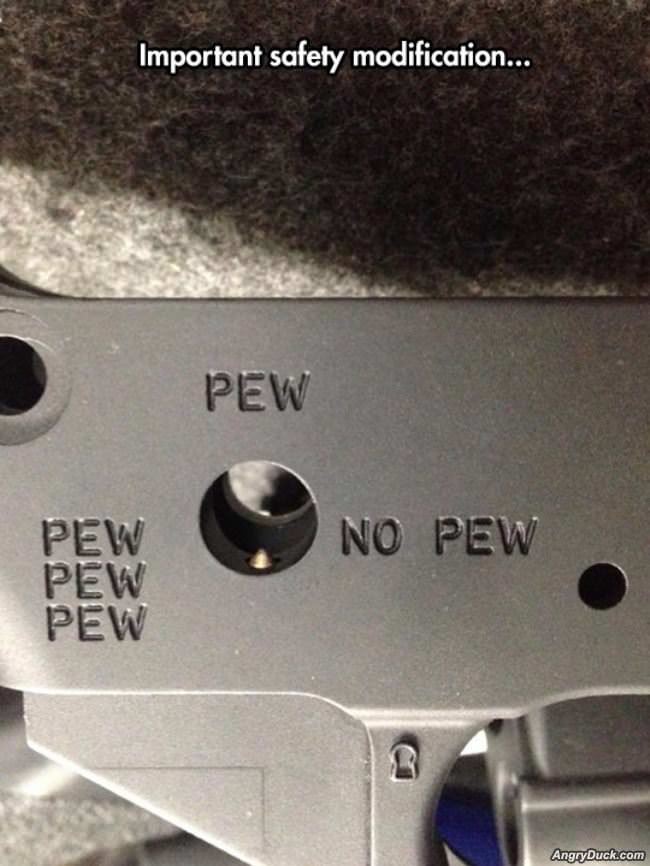 Important safety modification...
PEW
PEW
PEW
PEW
NO PEW
AngryDuck.com